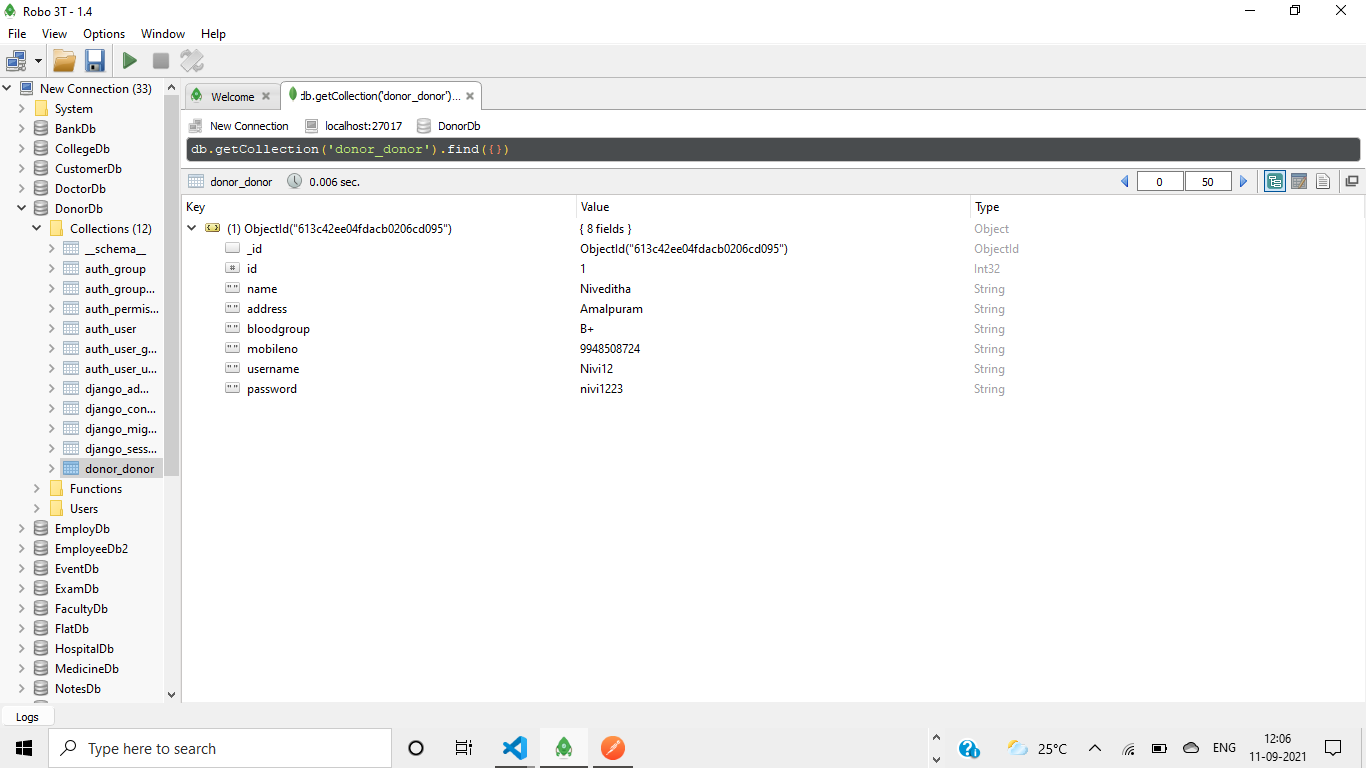 Robo 3T - 1.4
File View Options Window Help
New Connection (33)
System
BankDb
CollegeDb
CustomerDb
DoctorDb
DonorDb
Collections (12)
__schema__
auth_group
auth_group...
auth_permis...
auth_user
auth_user_g...
auth_user_u...
django_ad...
django_con...
django_mig...
django_sess...
donor_donor
Functions
Users
EmployDb
EmployeeDb2
EventDb
ExamDb
FacultyDb
FlatDb
HospitalDb
MedicineDb
NotesDb
Welcome db.getCollection('donor_donor')...
New Connection localhost:27017 DonorDb
db.getCollection('donor_donor').find({})
donor_donor 0.006 sec. 0 50
Key Value Type
(1) ObjectId("613c42ee04fdacb0206cd095") { 8 fields } Object
_id ObjectId("613c42ee04fdacb0206cd095") ObjectId
# id 1 Int32
"" name Niveditha String
"" address Amalpuram String
"" bloodgroup B+ String
"" mobileno 9948508724 String
"" username Nivi12 String
"" password nivi1223 String
Logs
Type here to search
25°C ENG 12:06
11-09-2021